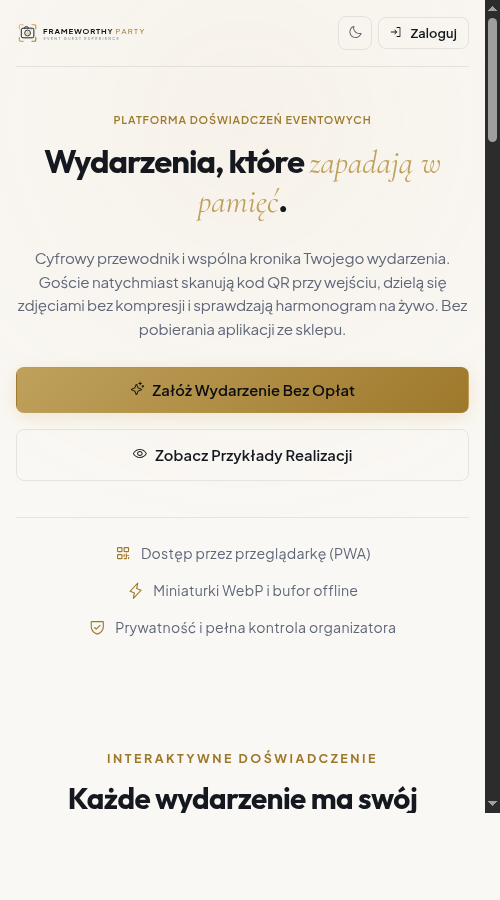 FRAMEWORTHY PARTY
EVENT GUEST EXPERIENCE
Zaloguj
PLATFORMA DOŚWIADCZEŃ EVENTOWYCH
Wydarzenia, które zapadają w
pamięć.
Cyfrowy przewodnik i wspólna kronika Twojego wydarzenia.
Goście natychmiast skanują kod QR przy wejściu, dzielą się
zdjęciami bez kompresji i sprawdzają harmonogram na żywo. Bez
pobierania aplikacji ze sklepu.
Załóż Wydarzenie Bez Opłat
Zobacz Przykłady Realizacji
Dostęp przez przeglądarkę (PWA)
Miniaturki WebP i bufor offline
Prywatność i pełna kontrola organizatora
INTERAKTYWNE DOŚWIADCZENIE
Każde wydarzenie ma swój